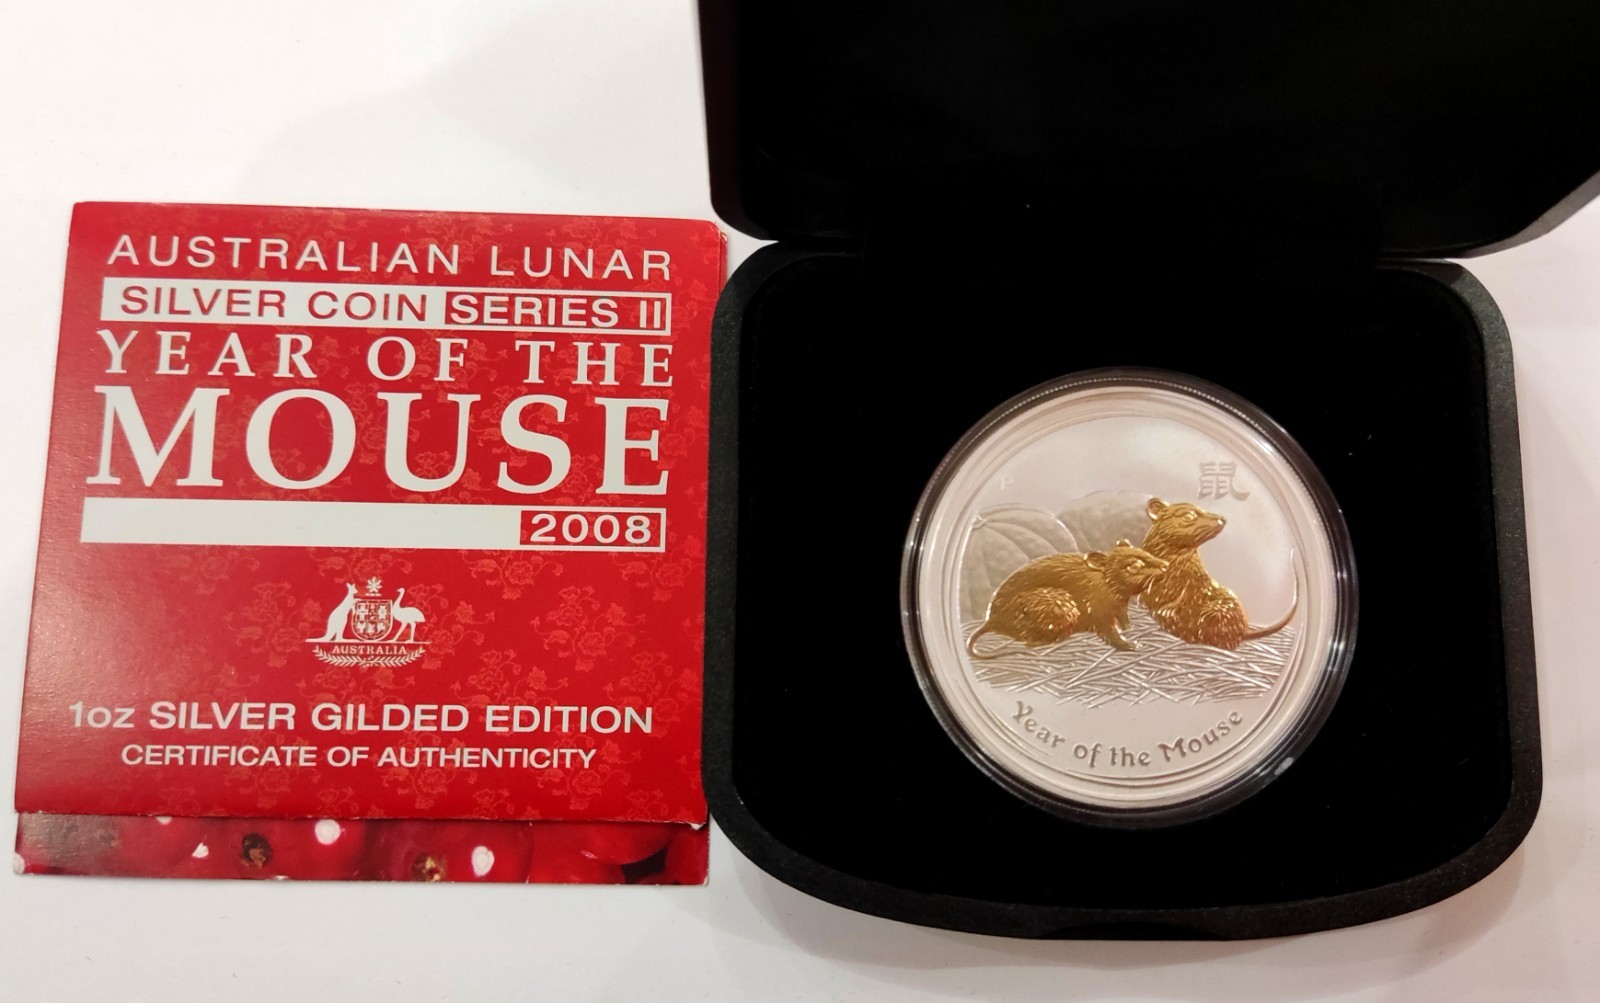 AUSTRALIAN LUNAR
SILVER COIN SERIES II
YEAR OF THE
MOUSE
2008
AUSTRALIA
1oz SILVER GILDED EDITION
CERTIFICATE OF AUTHENTICITY
P
鼠
Year of the Mouse